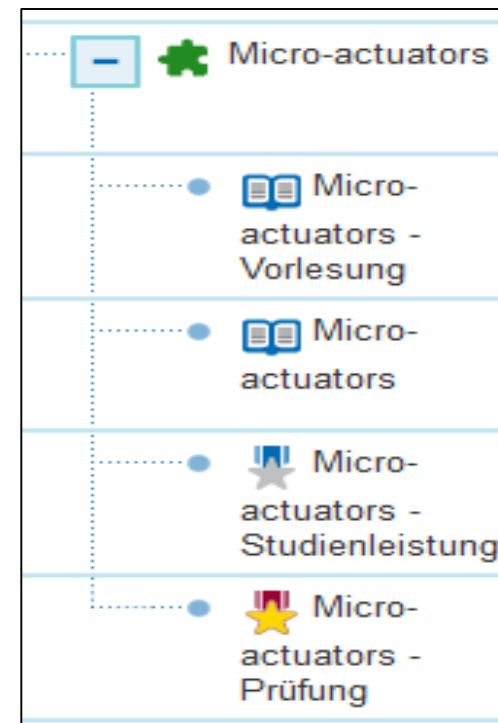 Micro-actuators
Micro-
actuators -
Vorlesung
Micro-
actuators
Micro-
actuators -
Studienleistung
Micro-
actuators -
Prüfung